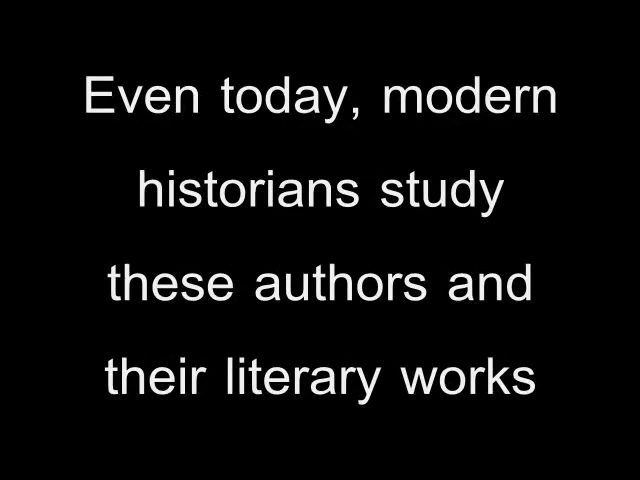 Even today, modern
historians study
these authors and
their literary works